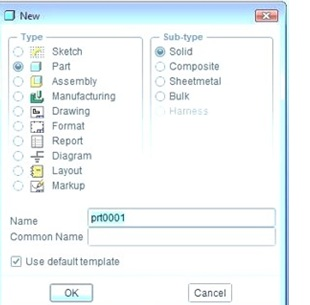 New
Type
Sketch
Part
Assembly
Manufacturing
Drawing
Format
Report
Diagram
Layout
Markup
Sub-type
Solid
Composite
Sheetmetal
Bulk
Harness
Name prt0001
Common Name
Use default template
OK Cancel